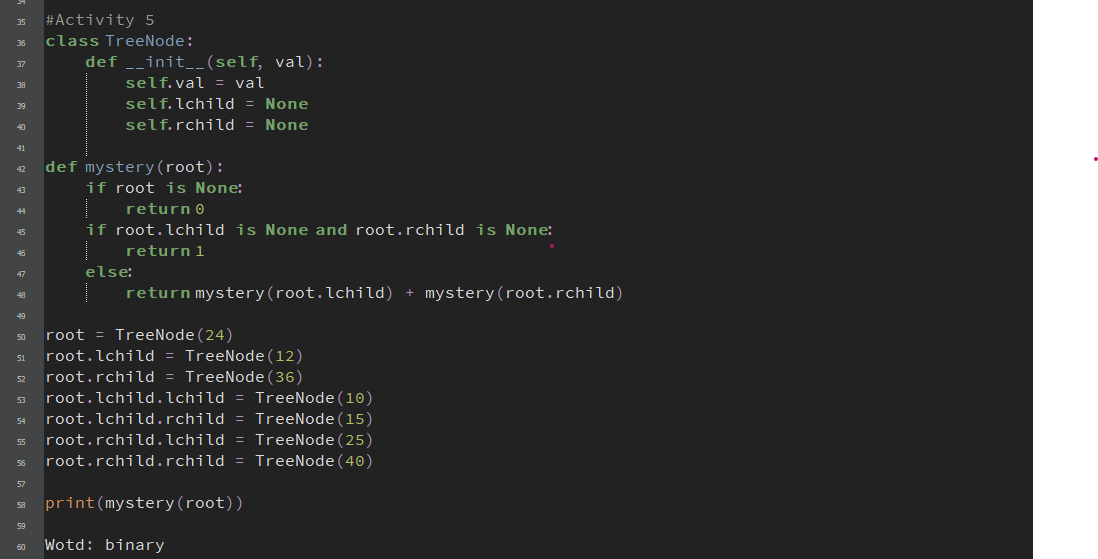 34
35 #Activity 5
36 class TreeNode:
37     def __init__(self, val):
38         self.val = val
39         self.lchild = None
40         self.rchild = None
41
42 def mystery(root):
43     if root is None:
44         return 0
45     if root.lchild is None and root.rchild is None:
46         return 1
47     else:
48         return mystery(root.lchild) + mystery(root.rchild)
49
50 root = TreeNode(24)
51 root.lchild = TreeNode(12)
52 root.rchild = TreeNode(36)
53 root.lchild.lchild = TreeNode(10)
54 root.lchild.rchild = TreeNode(15)
55 root.rchild.lchild = TreeNode(25)
56 root.rchild.rchild = TreeNode(40)
57
58 print(mystery(root))
59
60 Wotd: binary